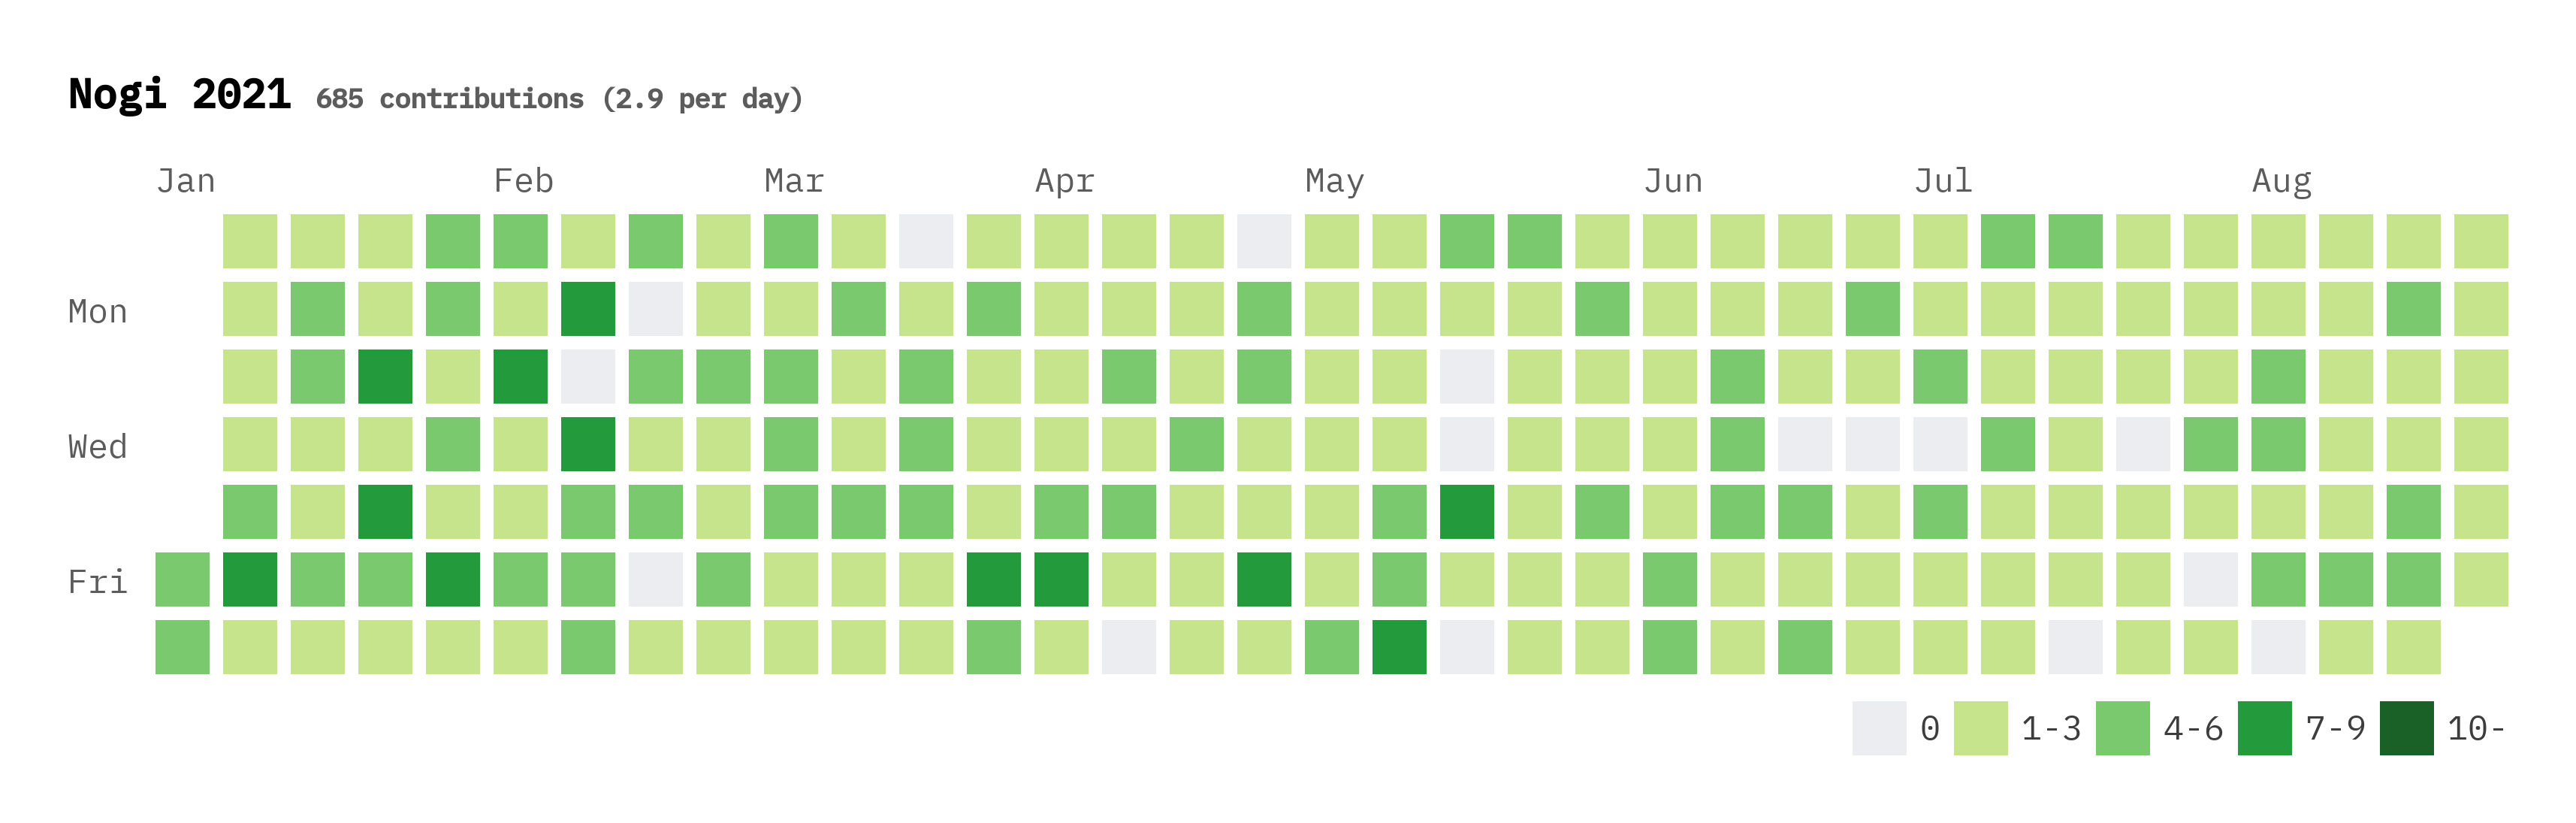 Nogi 2021 685 contributions (2.9 per day)
Jan Feb Mar Apr May Jun Jul Aug
Mon
Wed
Fri
0 1-3 4-6 7-9 10-